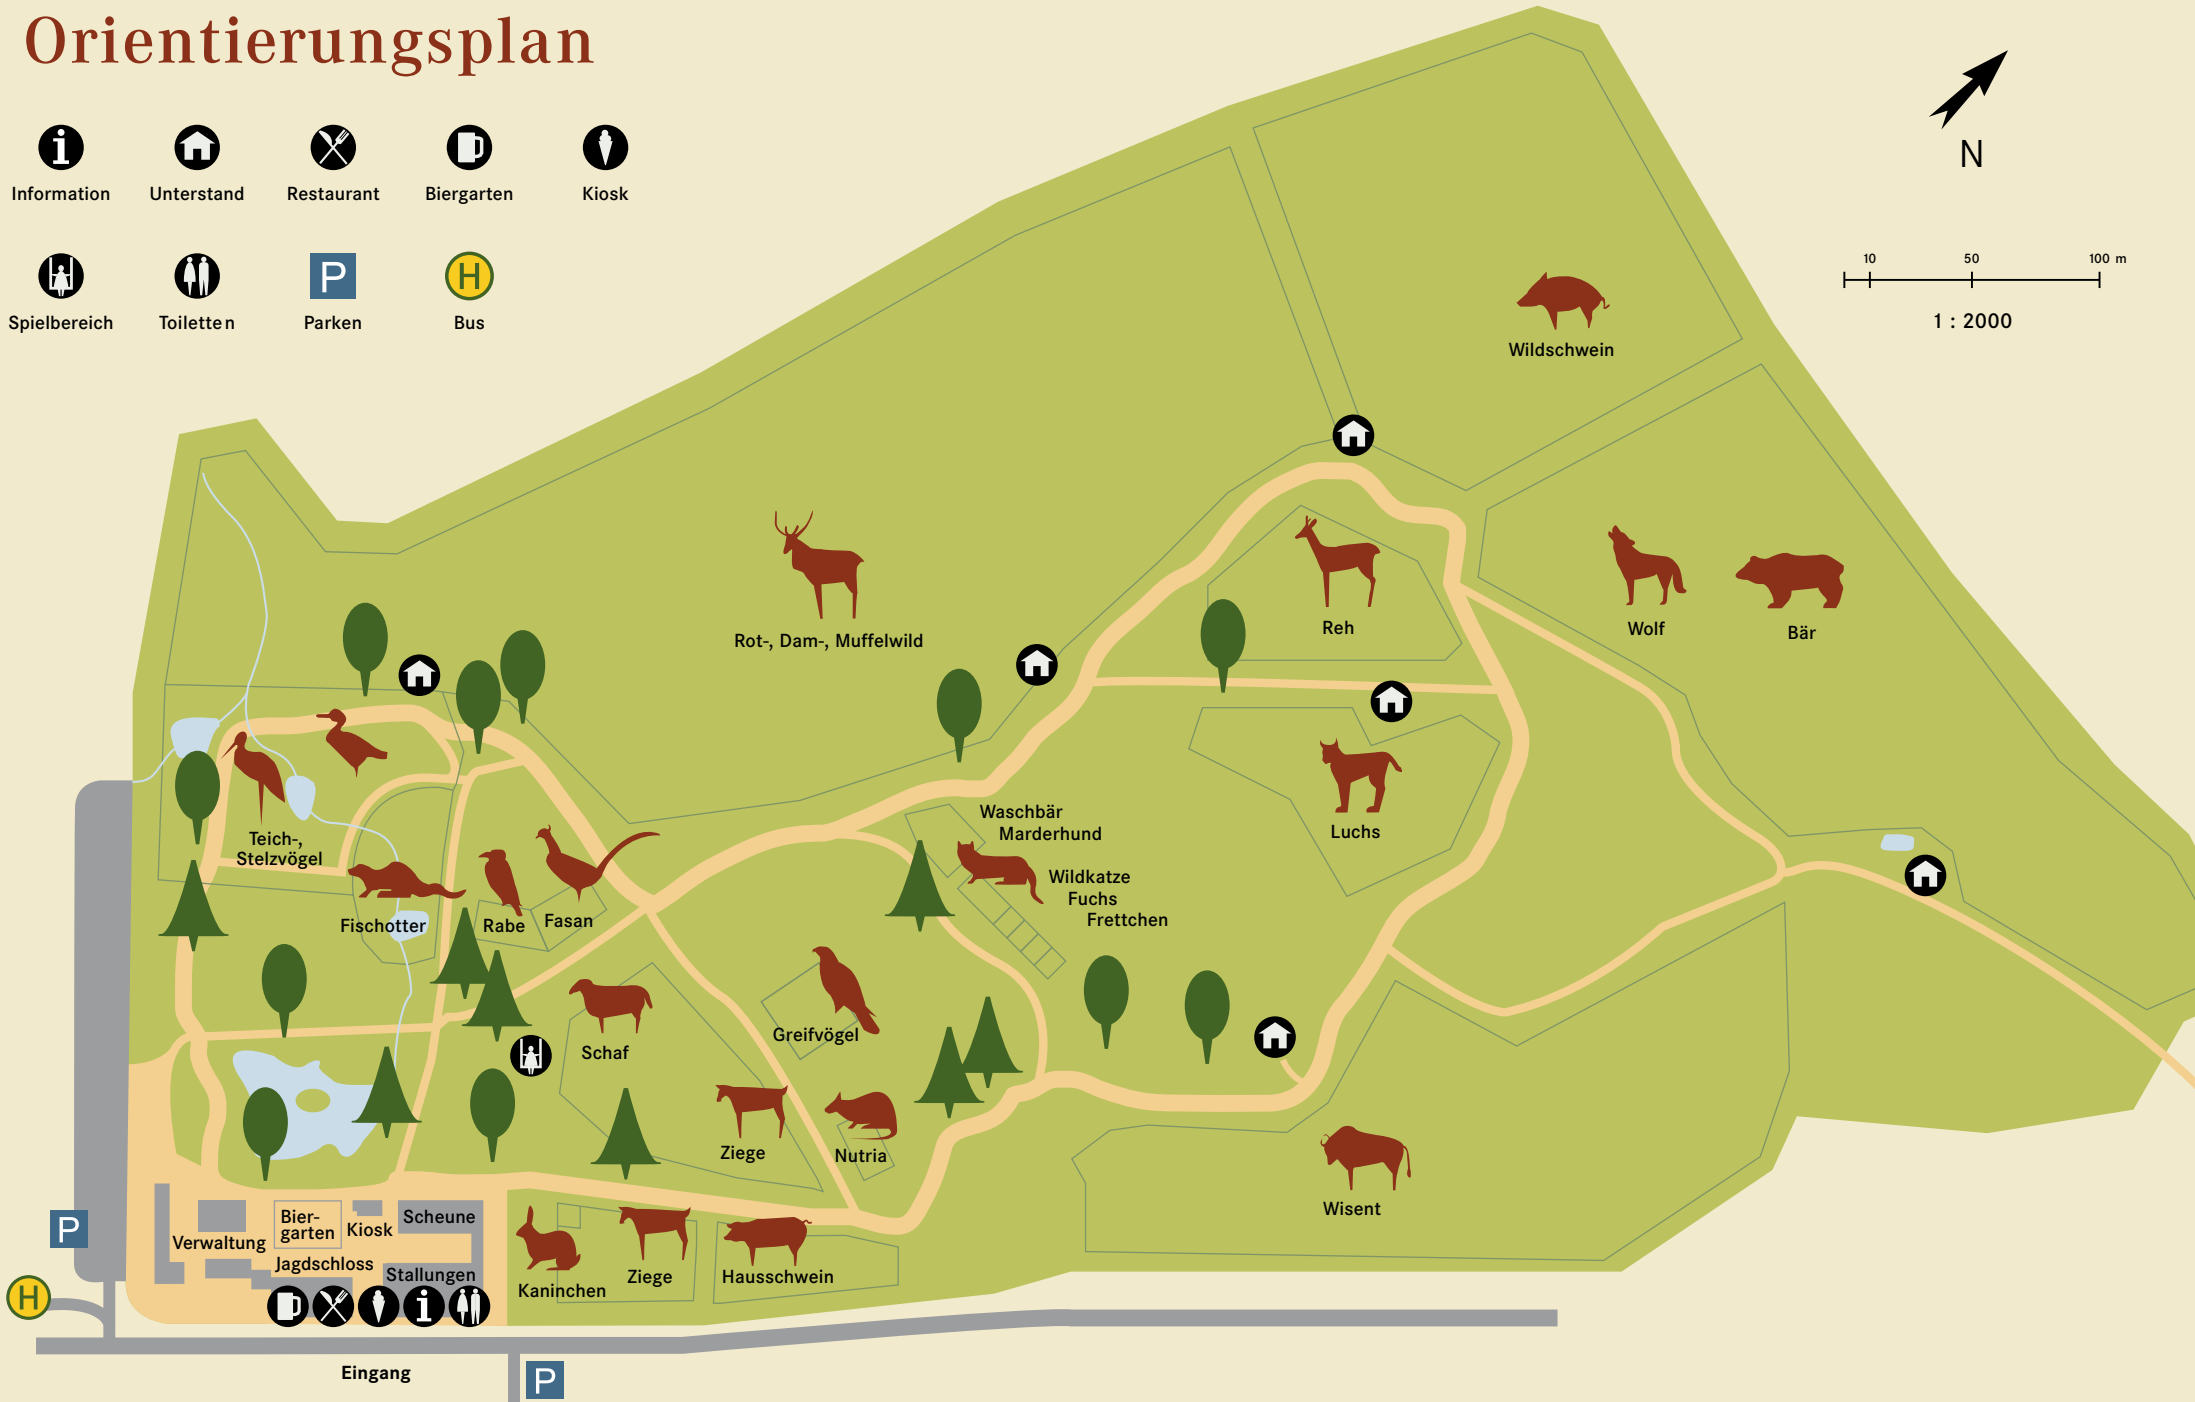 Orientierungsplan
Information
Unterstand
Restaurant
Biergarten
Kiosk
Spielbereich
Toiletten
P
Parken
H
Bus
N
10 50 100 m
1 : 2000
Wildschwein
Rot-, Dam-, Muffelwild
Reh
Wolf
Bär
Luchs
Waschbär
Marderhund
Wildkatze
Fuchs
Frettchen
Teich-,
Stelzvögel
Fischotter
Rabe
Fasan
Schaf
Greifvögel
Ziege
Nutria
Wisent
Kaninchen
Ziege
Hausschwein
P
H
Verwaltung
Bier-
garten
Kiosk
Scheune
Jagdschloss
Stallungen
Eingang
P